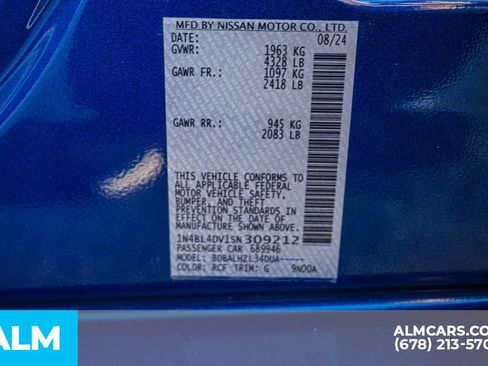 MFD BY NISSAN MOTOR CO., LTD.
DATE: 08/24
GVWR: 1963 KG
4328 LB
GAWR FR.: 1097 KG
2418 LB
GAWR RR.: 945 KG
2083 LB
THIS VEHICLE CONFORMS TO
ALL APPLICABLE FEDERAL
MOTOR VEHICLE SAFETY,
BUMPER, AND THEFT
PREVENTION STANDARDS IN
EFFECT ON THE DATE OF
MANUFACTURE SHOWN ABOVE.
1N4BL4DV1SN309212
PASSENGER CAR 689946
MODEL: BDBALHZL34DUA-----
COLOR: RCF TRIM: G 9N00A
ALM
ALMCARS.CO
(678) 213-570